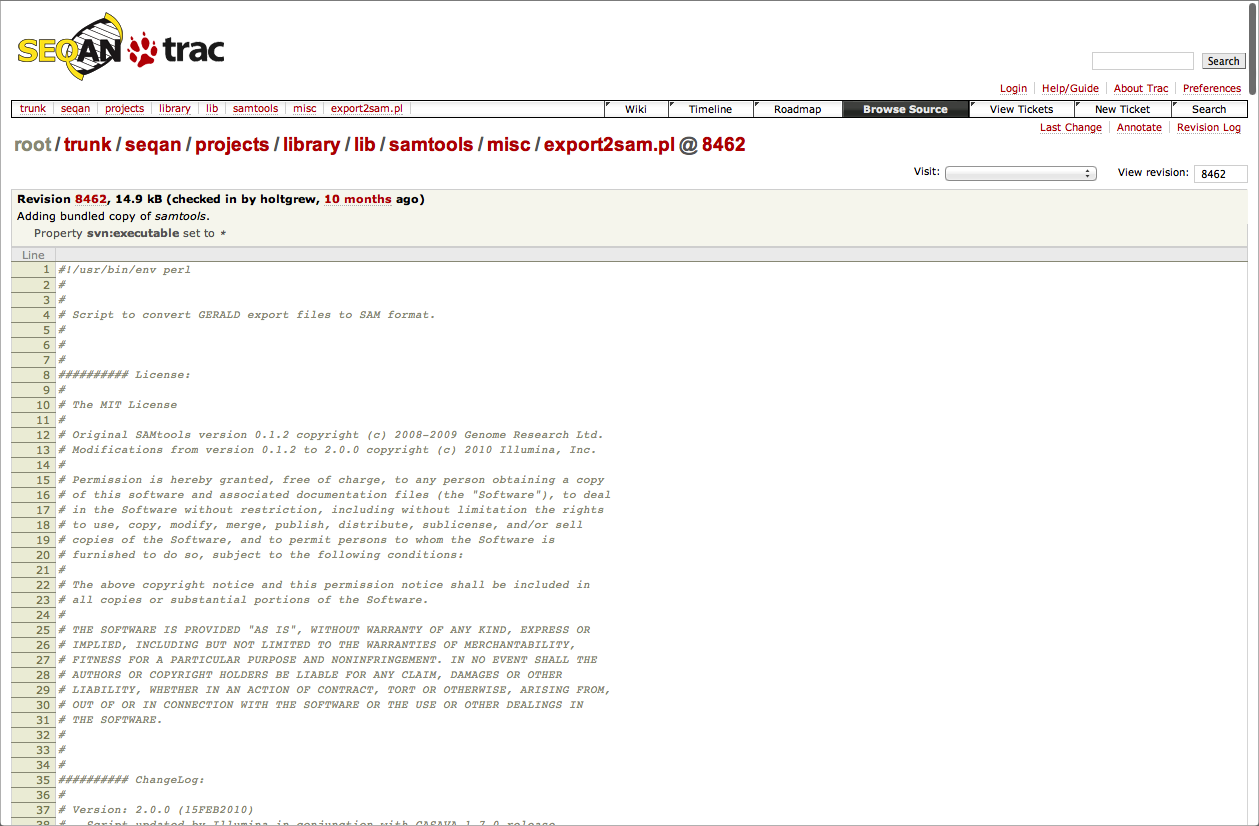 SEQAN trac
Search
Login Help/Guide About Trac Preferences
trunk seqan projects library lib samtools misc export2sam.pl Wiki Timeline Roadmap Browse Source View Tickets New Ticket Search
Last Change Annotate Revision Log
root/trunk/seqan/projects/library/lib/samtools/misc/export2sam.pl @ 8462
Visit: View revision: 8462
Revision 8462, 14.9 kB (checked in by holtgrew, 10 months ago)
Adding bundled copy of samtools.
Property svn:executable set to *
Line
1 #!/usr/bin/env perl
2 #
3 #
4 # Script to convert GERALD export files to SAM format.
5 #
6 #
7 #
8 ########## License:
9 #
10 # The MIT License
11 #
12 # Original SAMtools version 0.1.2 copyright (c) 2008-2009 Genome Research Ltd.
13 # Modifications from version 0.1.2 to 2.0.0 copyright (c) 2010 Illumina, Inc.
14 #
15 # Permission is hereby granted, free of charge, to any person obtaining a copy
16 # of this software and associated documentation files (the "Software"), to deal
17 # in the Software without restriction, including without limitation the rights
18 # to use, copy, modify, merge, publish, distribute, sublicense, and/or sell
19 # copies of the Software, and to permit persons to whom the Software is
20 # furnished to do so, subject to the following conditions:
21 #
22 # The above copyright notice and this permission notice shall be included in
23 # all copies or substantial portions of the Software.
24 #
25 # THE SOFTWARE IS PROVIDED "AS IS", WITHOUT WARRANTY OF ANY KIND, EXPRESS OR
26 # IMPLIED, INCLUDING BUT NOT LIMITED TO THE WARRANTIES OF MERCHANTABILITY,
27 # FITNESS FOR A PARTICULAR PURPOSE AND NONINFRINGEMENT. IN NO EVENT SHALL THE
28 # AUTHORS OR COPYRIGHT HOLDERS BE LIABLE FOR ANY CLAIM, DAMAGES OR OTHER
29 # LIABILITY, WHETHER IN AN ACTION OF CONTRACT, TORT OR OTHERWISE, ARISING FROM,
30 # OUT OF OR IN CONNECTION WITH THE SOFTWARE OR THE USE OR OTHER DEALINGS IN
31 # THE SOFTWARE.
32 #
33 #
34 #
35 ########## ChangeLog:
36 #
37 # Version: 2.0.0 (15FEB2010)
38 # Script updated by Illumina in conjunction with CASAVA 1.7.0 release